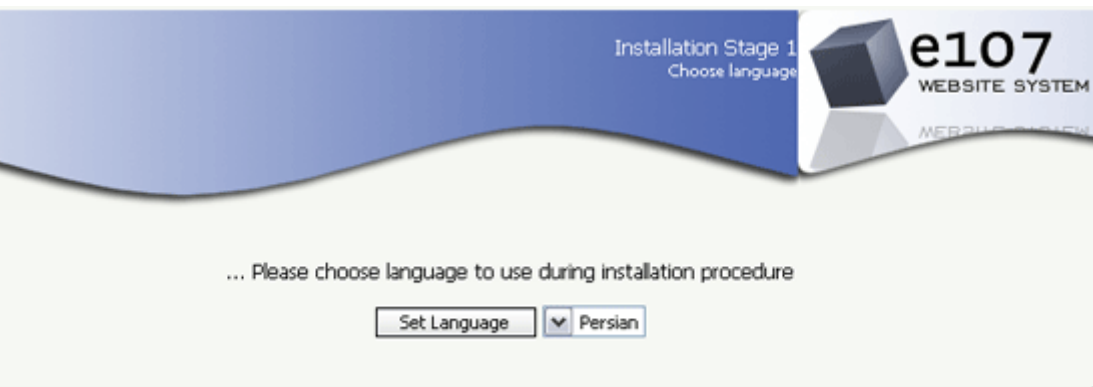 Installation Stage 1
Choose language
e107
WEBSITE SYSTEM
... Please choose language to use during installation procedure
Set Language
Persian